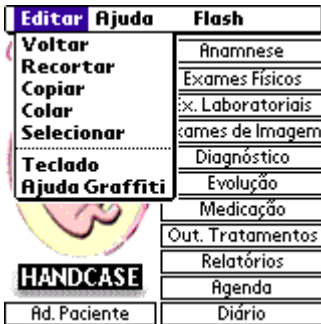 Editar Ajuda Flash
Voltar
Recortar
Copiar
Colar
Selecionar
Teclado
Ajuda Graffiti
Anamnese
Exames Físicos
x. Laboratoriais
ames de Imagem
Diagnóstico
Evolução
Medicação
Out. Tratamentos
Relatórios
Agenda
Diário
HANDCASE
Ad. Paciente